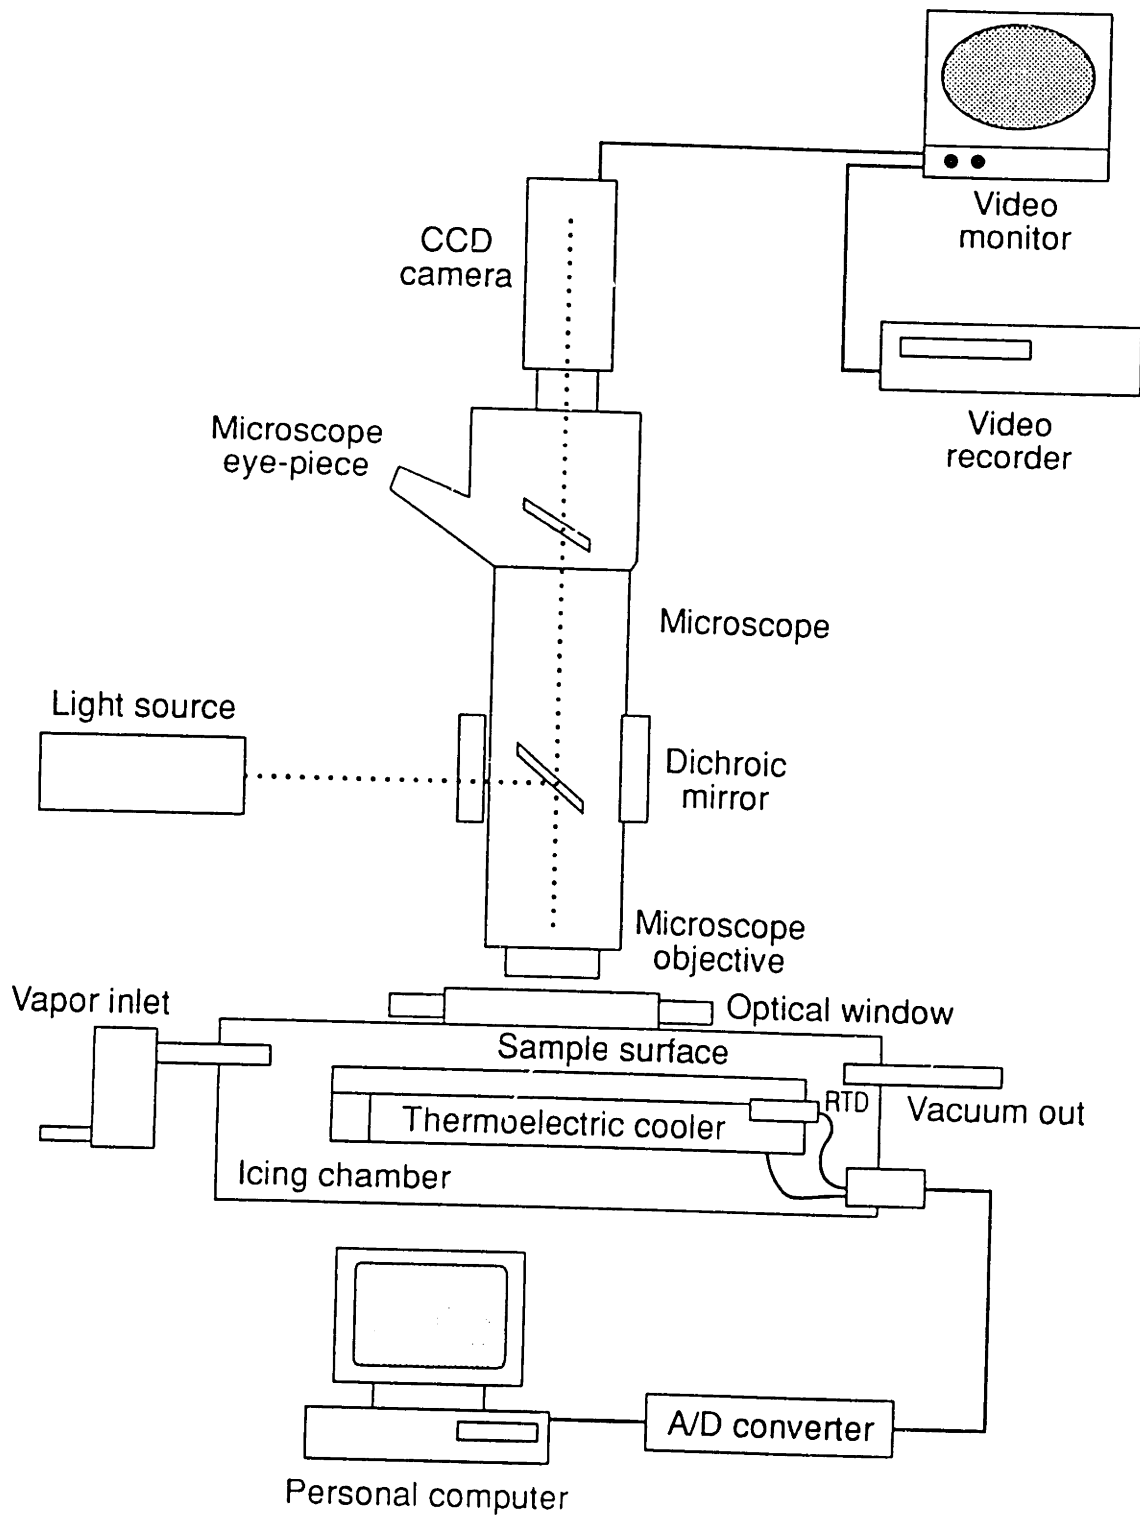 Video
monitor
CCD
camera
Video
recorder
Microscope
eye-piece
Microscope
Light source
Dichroic
mirror
Microscope
objective
Vapor inlet
Optical window
Sample surface
RTD
Vacuum out
Thermoelectric cooler
Icing chamber
A/D converter
Personal computer